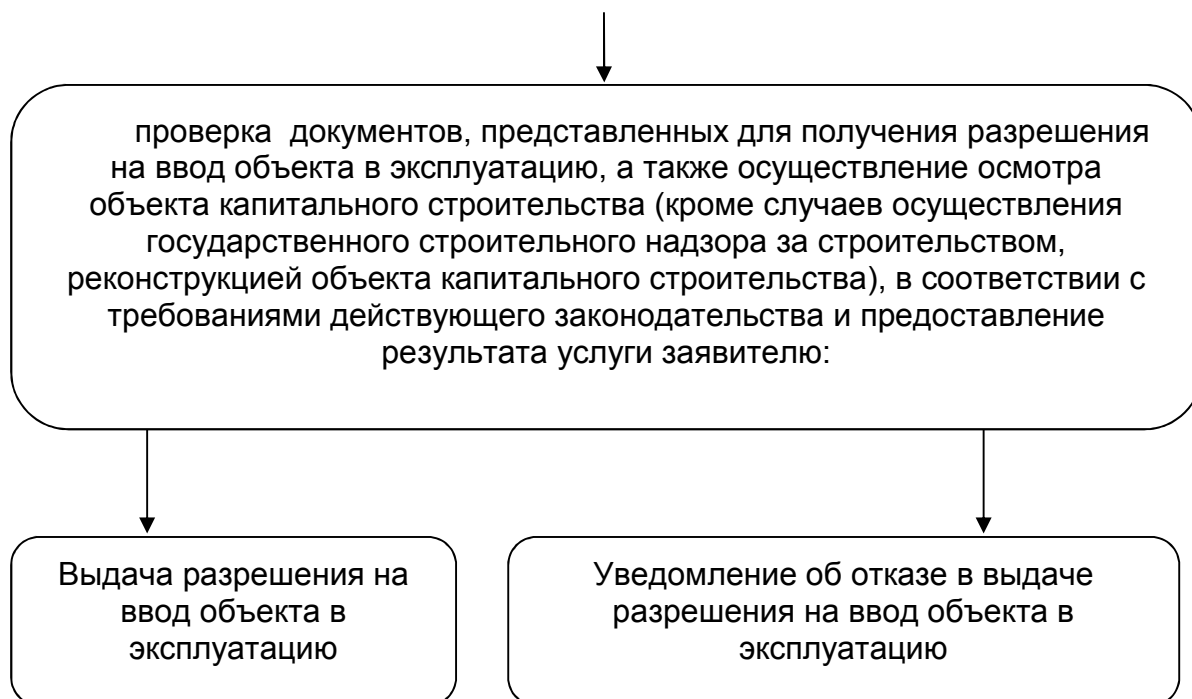 проверка документов, представленных для получения разрешения
на ввод объекта в эксплуатацию, а также осуществление осмотра
объекта капитального строительства (кроме случаев осуществления
государственного строительного надзора за строительством,
реконструкцией объекта капитального строительства), в соответствии с
требованиями действующего законодательства и предоставление
результата услуги заявителю:
Выдача разрешения на
ввод объекта в
эксплуатацию
Уведомление об отказе в выдаче
разрешения на ввод объекта в
эксплуатацию